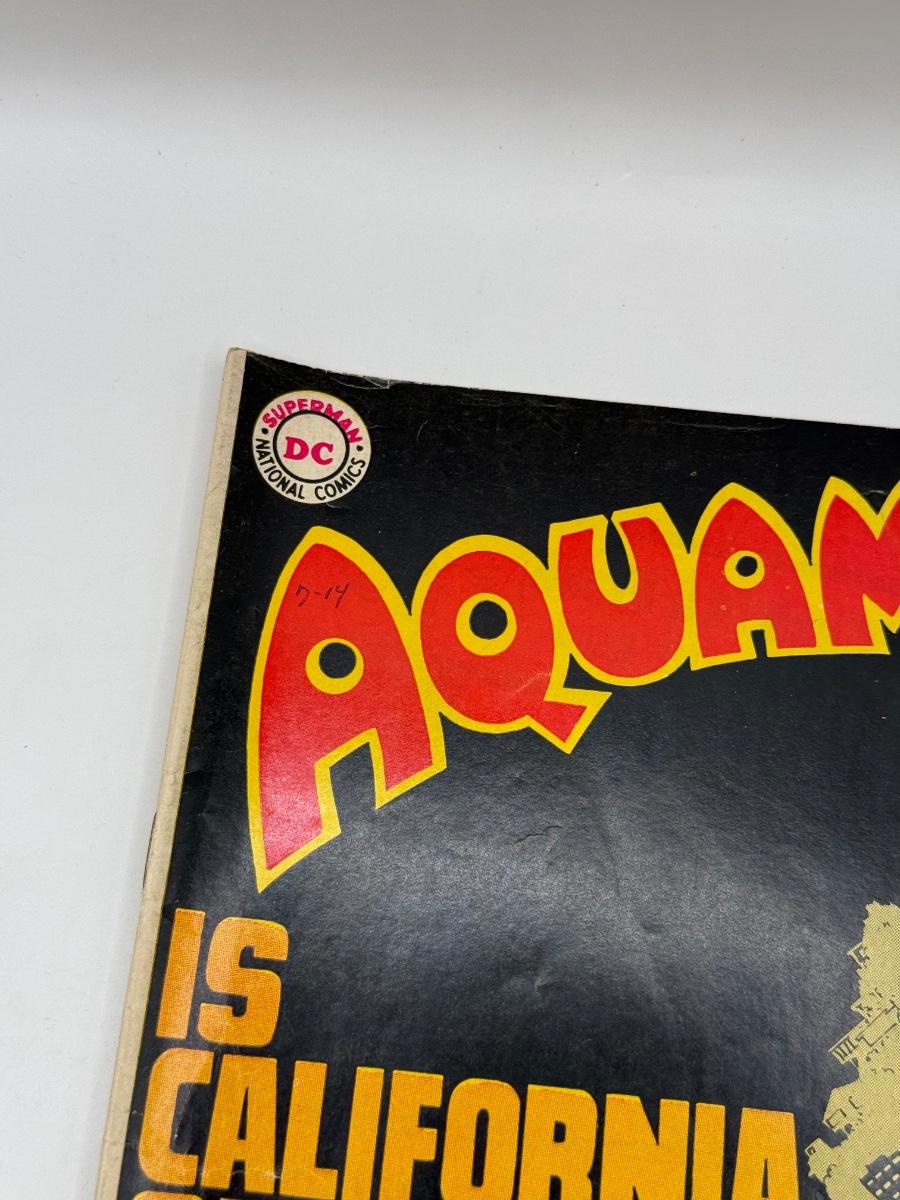 SUPERMAN
DC
NATIONAL COMICS
AQUAM
7-14
IS
CALIFORNIA